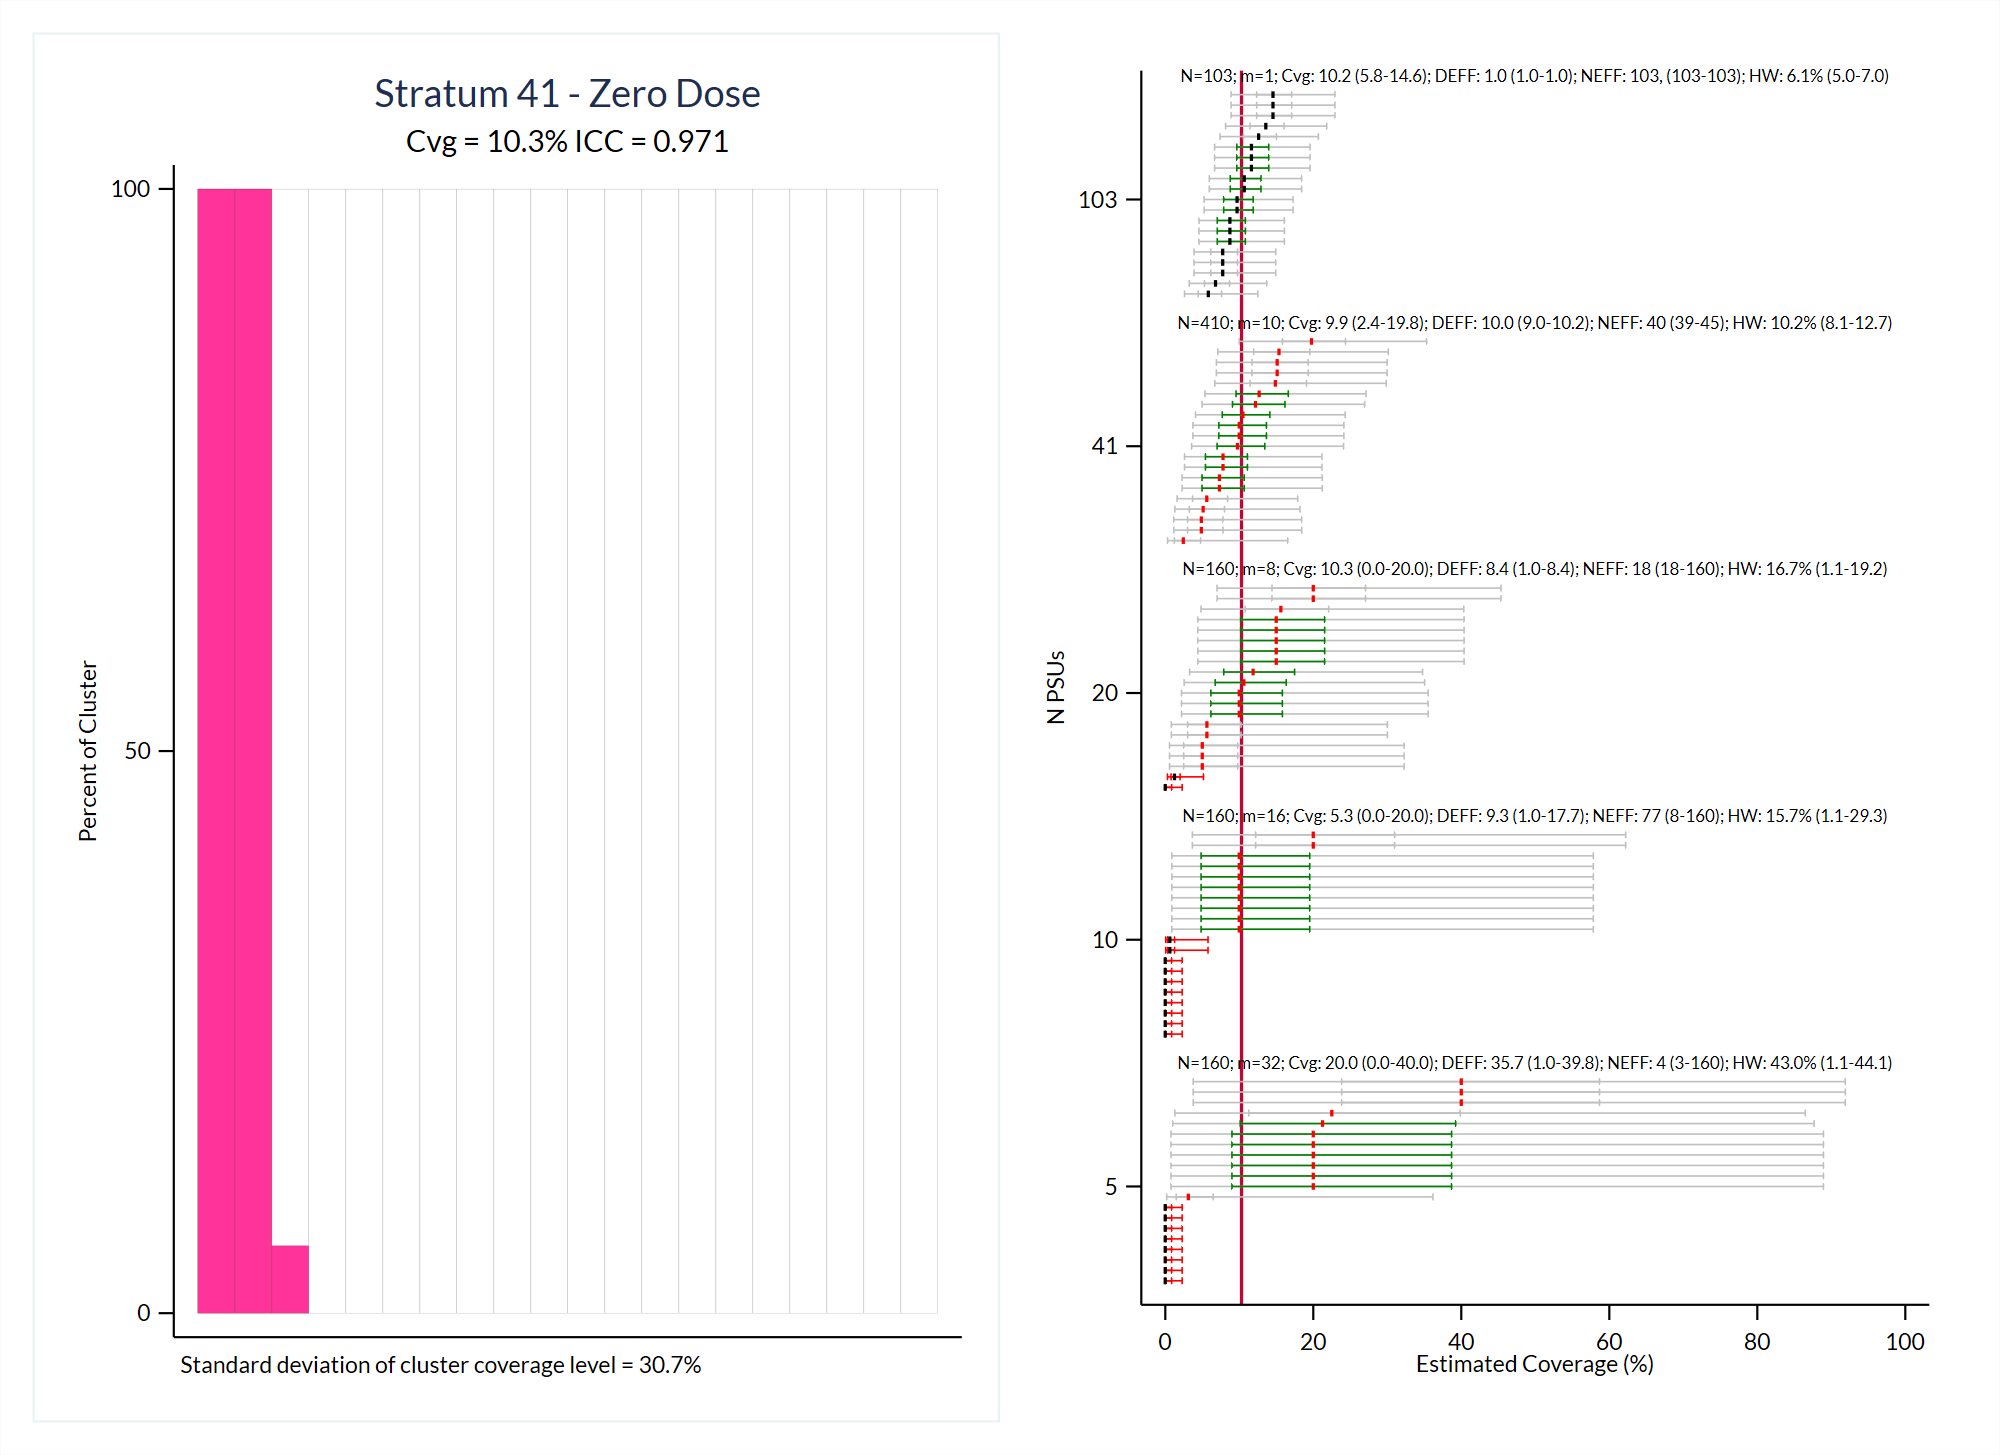 Stratum 41 - Zero Dose
Cvg = 10.3% ICC = 0.971
100
50
0
Percent of Cluster
Standard deviation of cluster coverage level = 30.7%
N=103; m=1; Cvg: 10.2 (5.8-14.6); DEFF: 1.0 (1.0-1.0); NEFF: 103, (103-103); HW: 6.1% (5.0-7.0)
103
N=410; m=10; Cvg: 9.9 (2.4-19.8); DEFF: 10.0 (9.0-10.2); NEFF: 40 (39-45); HW: 10.2% (8.1-12.7)
41
N=160; m=8; Cvg: 10.3 (0.0-20.0); DEFF: 8.4 (1.0-8.4); NEFF: 18 (18-160); HW: 16.7% (1.1-19.2)
20
N PSUs
N=160; m=16; Cvg: 5.3 (0.0-20.0); DEFF: 9.3 (1.0-17.7); NEFF: 77 (8-160); HW: 15.7% (1.1-29.3)
10
N=160; m=32; Cvg: 20.0 (0.0-40.0); DEFF: 35.7 (1.0-39.8); NEFF: 4 (3-160); HW: 43.0% (1.1-44.1)
5
0 20 40 60 80 100
Estimated Coverage (%)